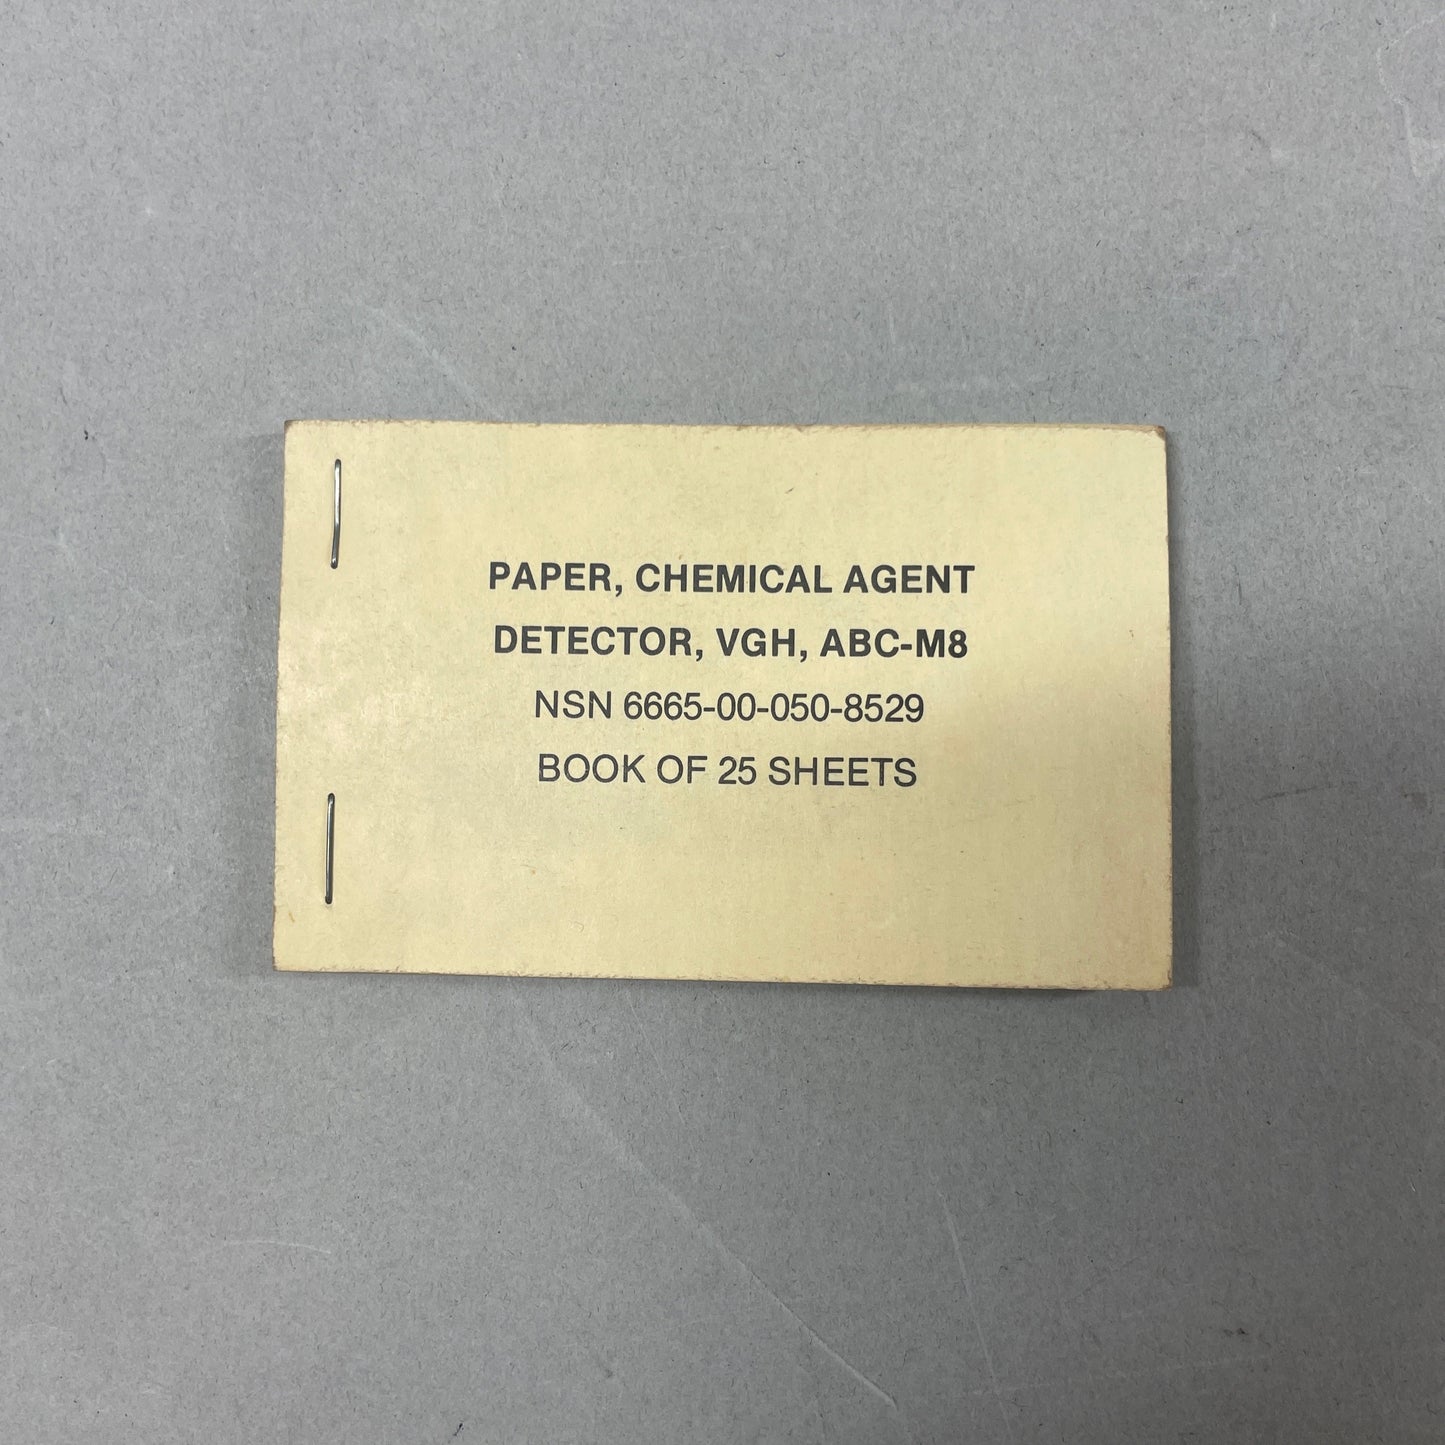 PAPER, CHEMICAL AGENT
DETECTOR, VGH, ABC-M8
NSN 6665-00-050-8529
BOOK OF 25 SHEETS